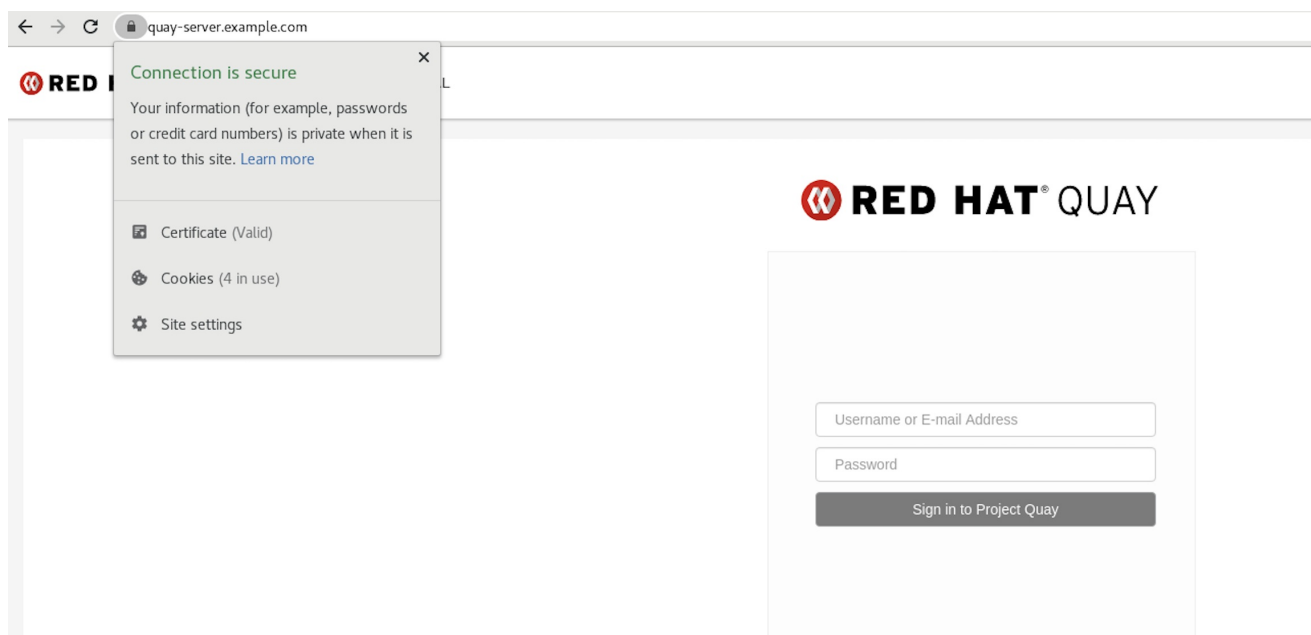 quay-server.example.com
RED
L
Connection is secure
Your information (for example, passwords
or credit card numbers) is private when it is
sent to this site. Learn more
Certificate (Valid)
Cookies (4 in use)
Site settings
RED HAT® QUAY
Username or E-mail Address
Password
Sign in to Project Quay